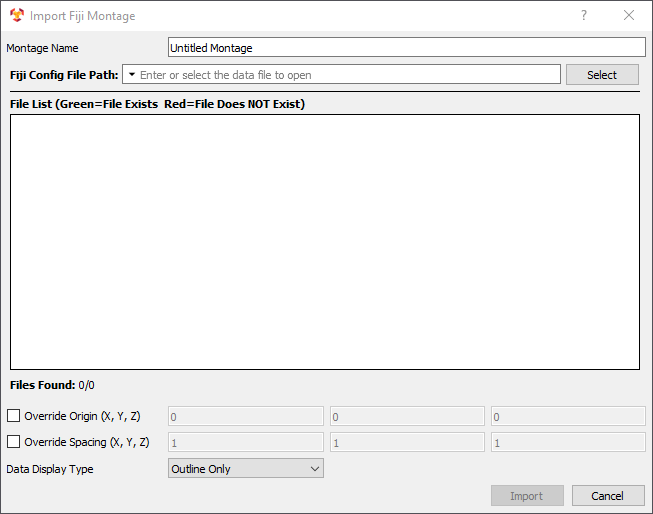 Import Fiji Montage
Montage Name Untitled Montage
Fiji Config File Path: Enter or select the data file to open Select
File List (Green=File Exists  Red=File Does NOT Exist)
Files Found: 0/0
Override Origin (X, Y, Z) 0 0 0
Override Spacing (X, Y, Z) 1 1 1
Data Display Type Outline Only
Import Cancel